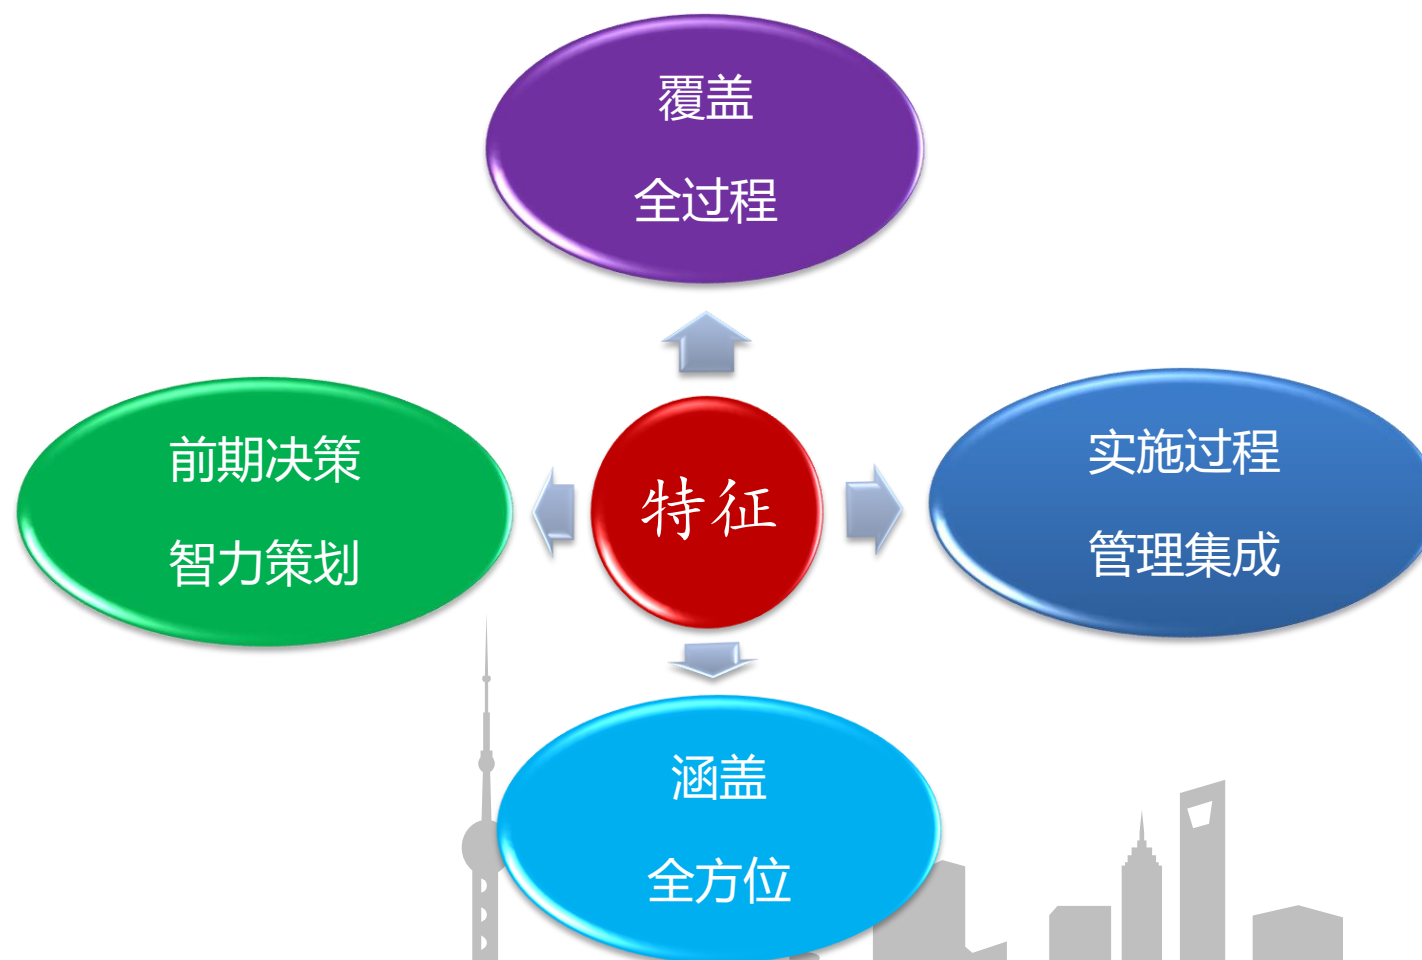 覆盖
全过程
前期决策
智力策划
特征
实施过程
管理集成
涵盖
全方位